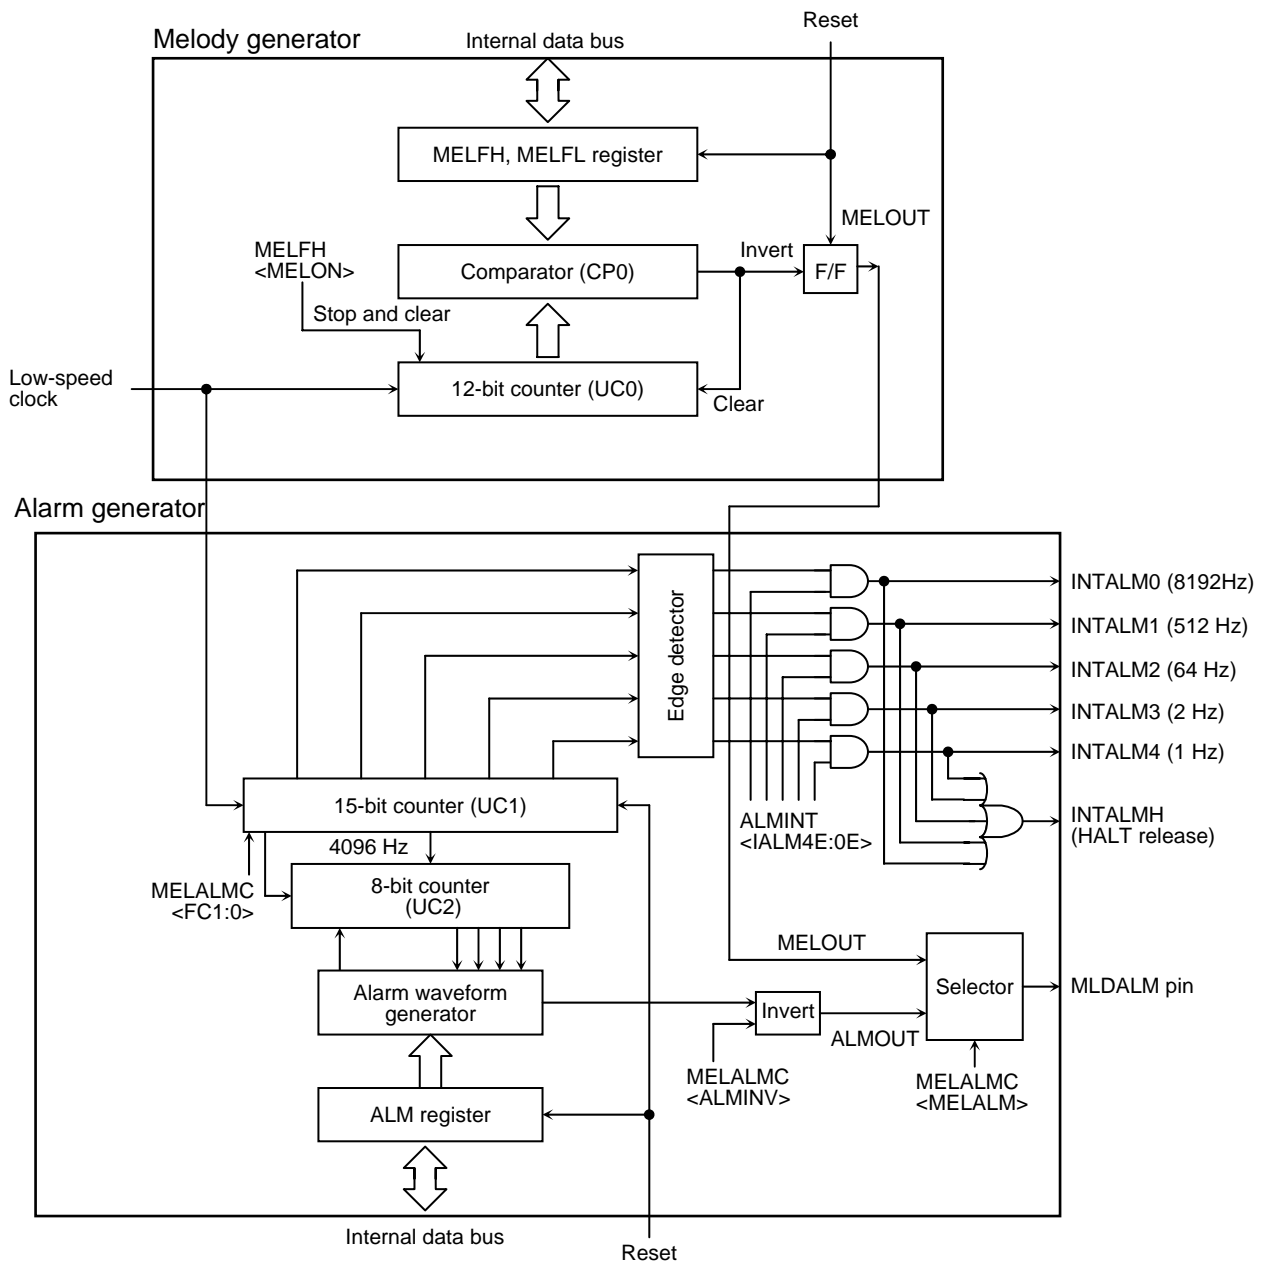 Reset
Melody generator
Internal data bus
MELFH, MELFL register
MELOUT
MELFH
<MELON>
Invert
Comparator (CP0)
F/F
Stop and clear
Low-speed
clock
12-bit counter (UC0)
Clear
Alarm generator
Edge detector
INTALM0 (8192Hz)
INTALM1 (512 Hz)
INTALM2 (64 Hz)
INTALM3 (2 Hz)
INTALM4 (1 Hz)
15-bit counter (UC1)
ALMINT
<IALM4E:0E>
INTALMH
(HALT release)
4096 Hz
MELALMC
<FC1:0>
8-bit counter
(UC2)
MELOUT
Alarm waveform
generator
Invert
ALMOUT
Selector
MLDALM pin
MELALMC
<ALMINV>
MELALMC
<MELALM>
ALM register
Internal data bus
Reset